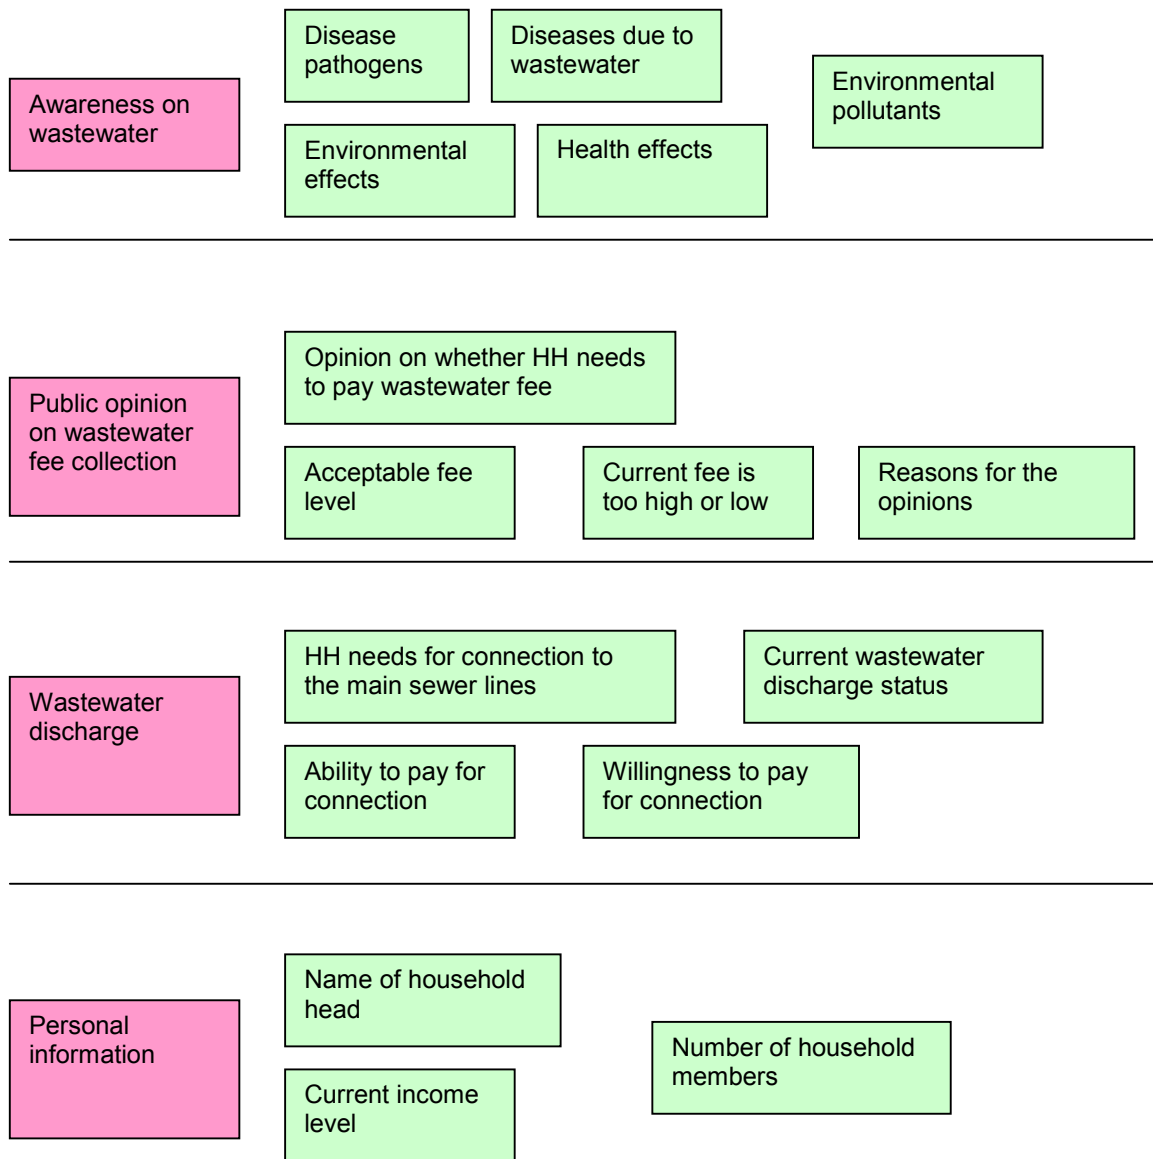 Disease
pathogens
Diseases due to
wastewater
Environmental
pollutants
Awareness on
wastewater
Environmental
effects
Health effects
Opinion on whether HH needs
to pay wastewater fee
Public opinion
on wastewater
fee collection
Acceptable fee
level
Current fee is
too high or low
Reasons for the
opinions
HH needs for connection to
the main sewer lines
Current wastewater
discharge status
Wastewater
discharge
Ability to pay for
connection
Willingness to pay
for connection
Name of household
head
Personal
information
Number of household
members
Current income
level